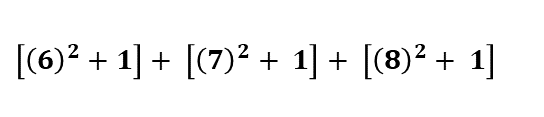 [(6)² + 1] + [(7)² + 1] + [(8)² + 1]